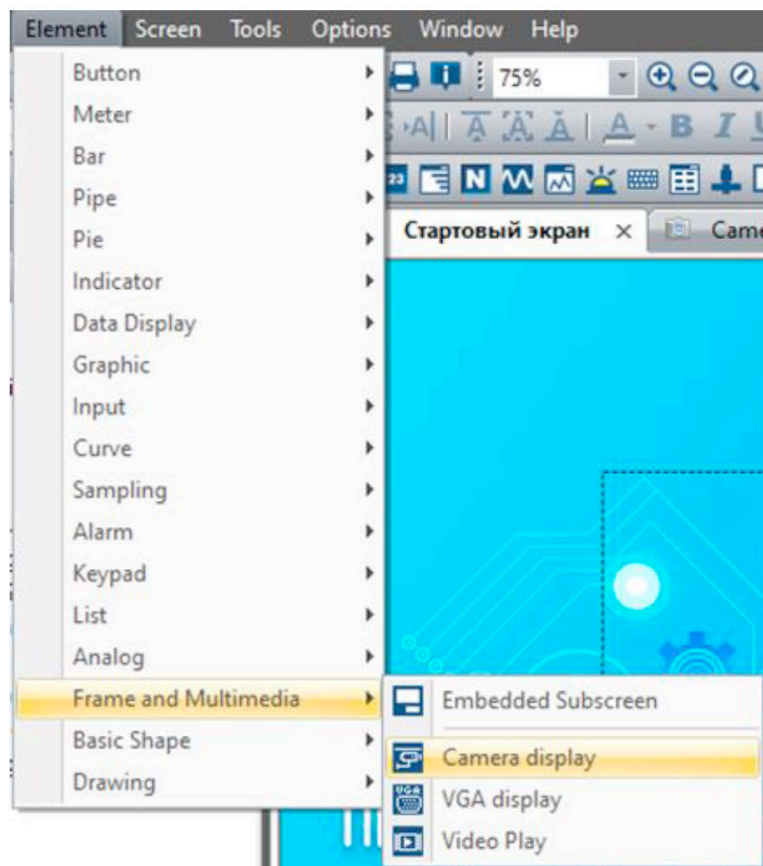 Element Screen Tools Options Window Help
75%
A A A A A B I U
23 N
Стартовый экран × Came
Button
Meter
Bar
Pipe
Pie
Indicator
Data Display
Graphic
Input
Curve
Sampling
Alarm
Keypad
List
Analog
Frame and Multimedia
Basic Shape
Drawing
Embedded Subscreen
Camera display
VGA display
Video Play